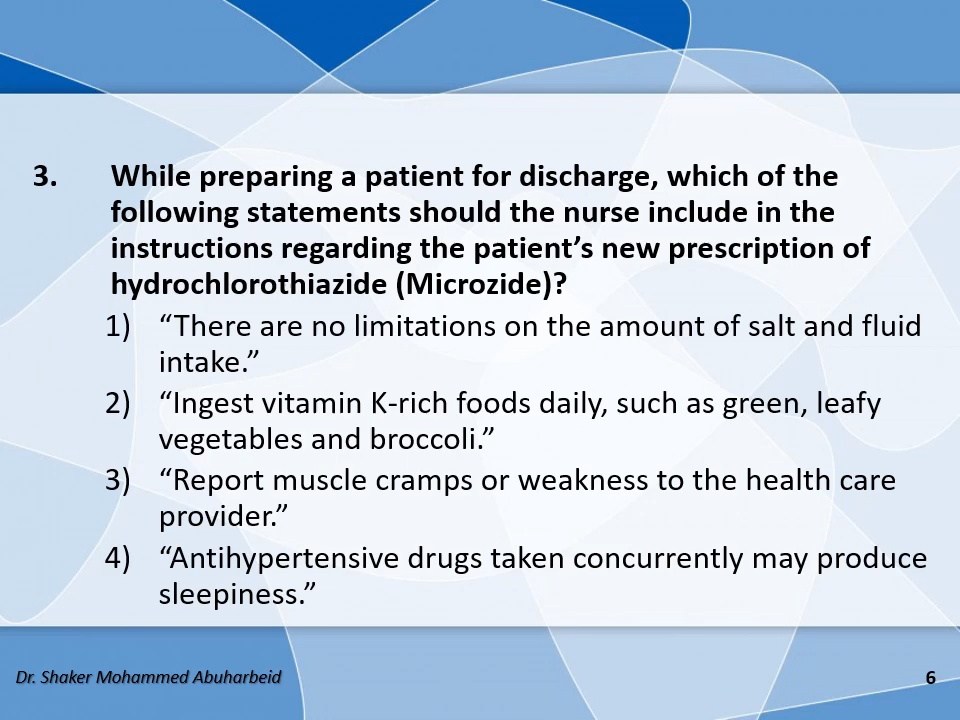 3. While preparing a patient for discharge, which of the
following statements should the nurse include in the
instructions regarding the patient’s new prescription of
hydrochlorothiazide (Microzide)?
1) “There are no limitations on the amount of salt and fluid
intake.”
2) “Ingest vitamin K-rich foods daily, such as green, leafy
vegetables and broccoli.”
3) “Report muscle cramps or weakness to the health care
provider.”
4) “Antihypertensive drugs taken concurrently may produce
sleepiness.”
Dr. Shaker Mohammed Abuharbeid
6